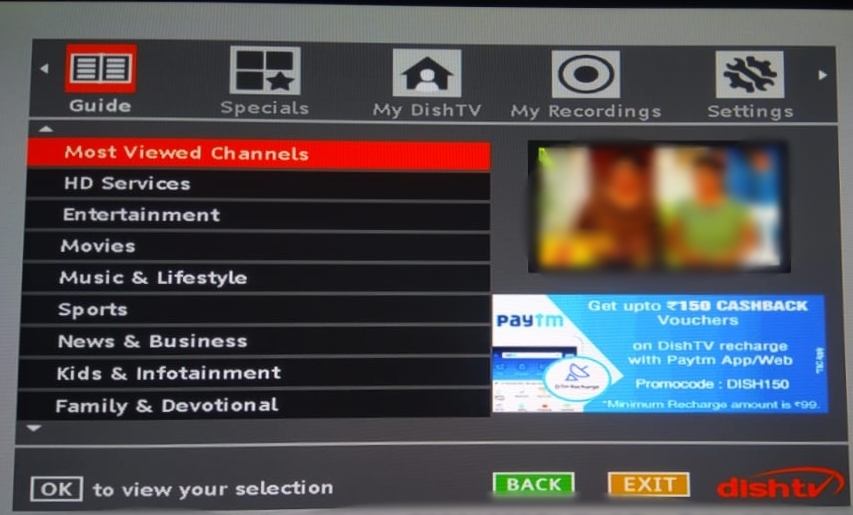 Guide
Specials
My DishTV
My Recordings
Settings
Most Viewed Channels
HD Services
Entertainment
Movies
Music & Lifestyle
Sports
News & Business
Kids & Infotainment
Family & Devotional
paytm
Get upto ₹150 CASHBACK
Vouchers
on DishTV recharge
with Paytm App/Web
Promocode : DISH150
*Minimum Recharge amount is ₹99.
OK to view your selection
BACK
EXIT
dishtv